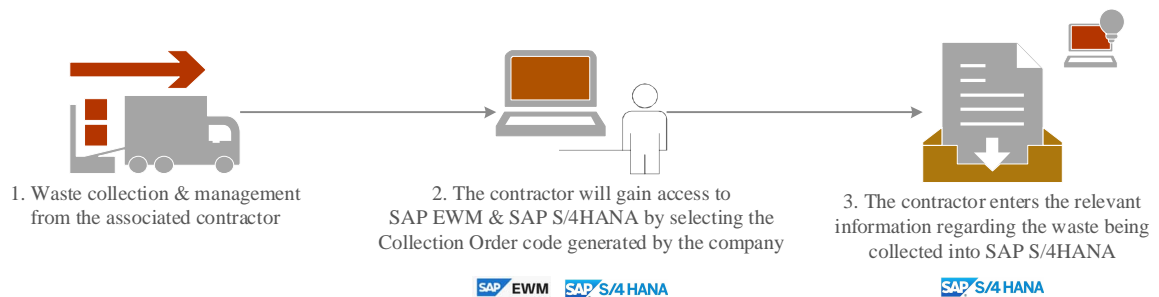 1. Waste collection & management
from the associated contractor
2. The contractor will gain access to
SAP EWM & SAP S/4HANA by selecting the
Collection Order code generated by the company
3. The contractor enters the relevant
information regarding the waste being
collected into SAP S/4HANA
SAP EWM
SAP S/4HANA
SAP S/4HANA